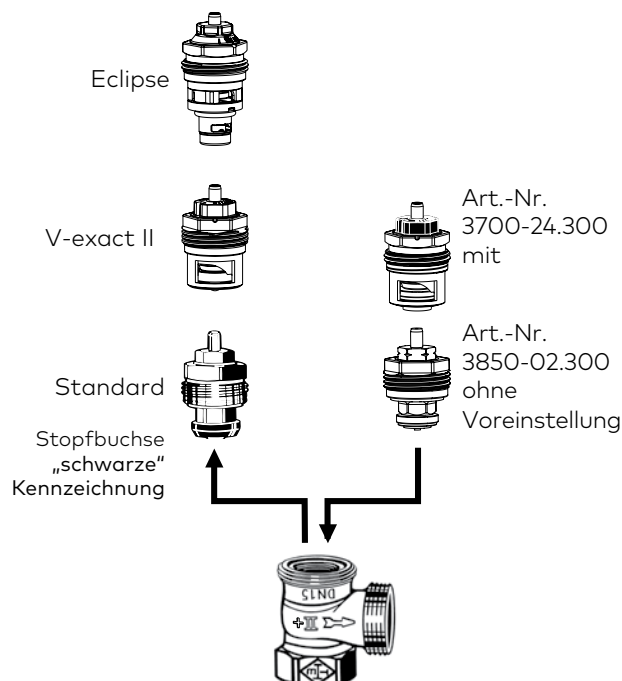 Eclipse
V-exact II
Standard
Stopfbuchse
„schwarze“
Kennzeichnung
Art.-Nr.
3700-24.300
mit
Art.-Nr.
3850-02.300
ohne
Voreinstellung
DN15
II+